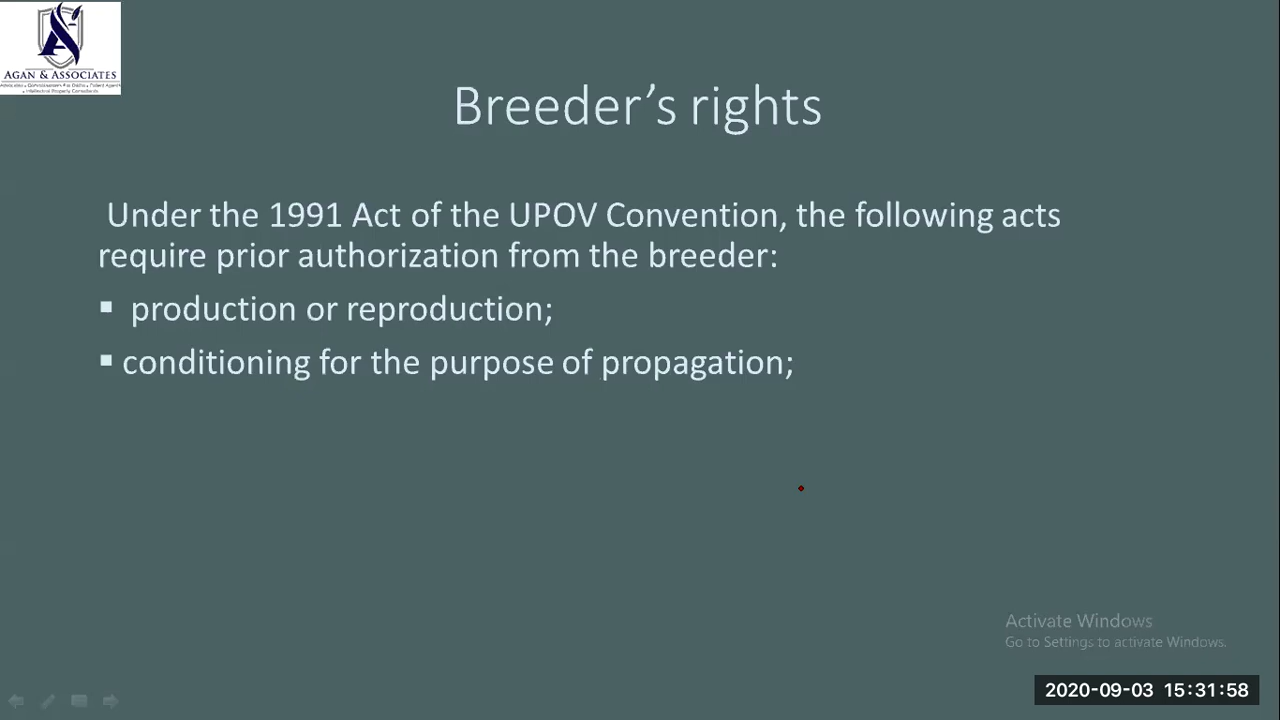 AGAN & ASSOCIATES
Breeder’s rights
Under the 1991 Act of the UPOV Convention, the following acts
require prior authorization from the breeder:
▪ production or reproduction;
▪ conditioning for the purpose of propagation;
Activate Windows
Go to Settings to activate Windows.
2020-09-03 15:31:58